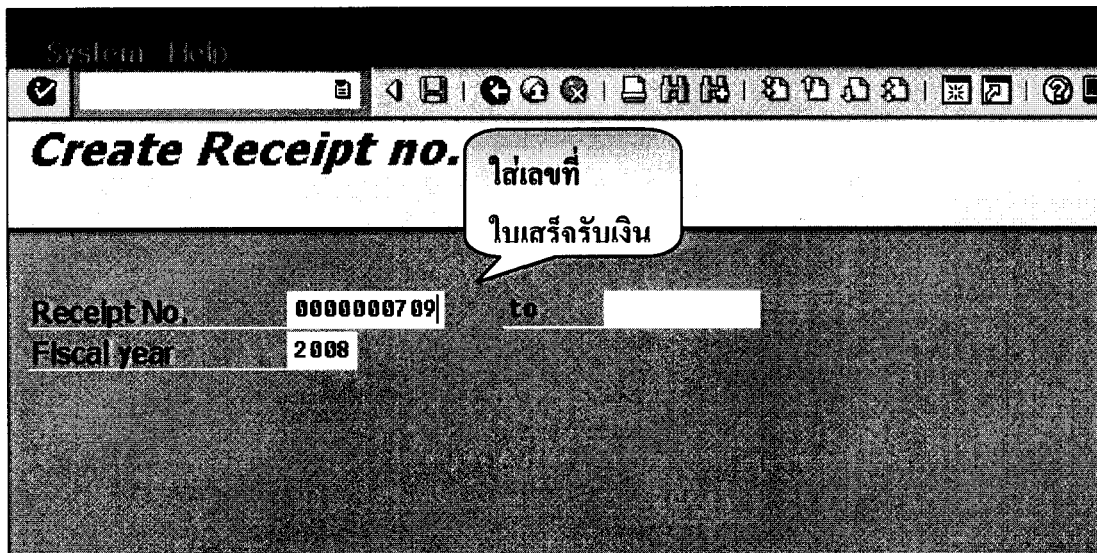 System Help
Create Receipt no.
ใส่เลขที่
ใบเสร็จรับเงิน
Receipt No. 0000000709 to
Fiscal year 2008